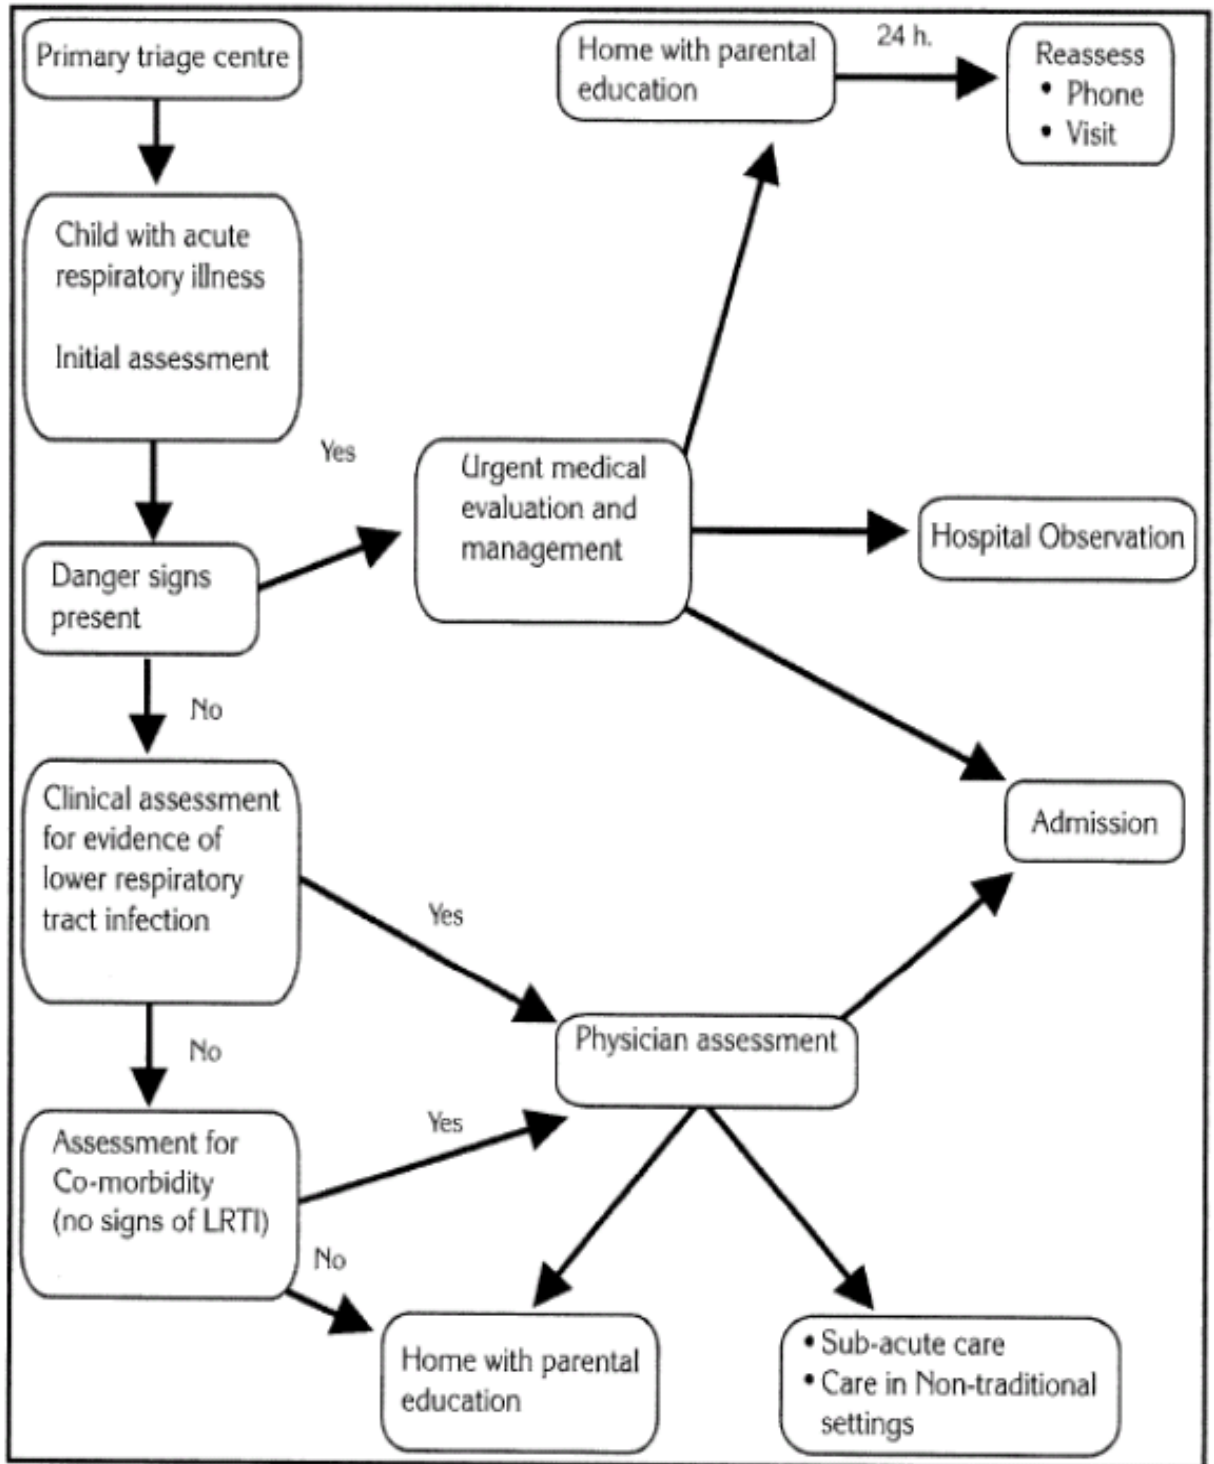 Primary triage centre
Child with acute
respiratory illness
Initial assessment
Danger signs
present
Yes
No
Urgent medical
evaluation and
management
Home with parental
education
24 h.
Reassess
• Phone
• Visit
Hospital Observation
Admission
Clinical assessment
for evidence of
lower respiratory
tract infection
Yes
No
Physician assessment
Assessment for
Co-morbidity
(no signs of LRTI)
Yes
No
Home with parental
education
• Sub-acute care
• Care in Non-traditional
settings